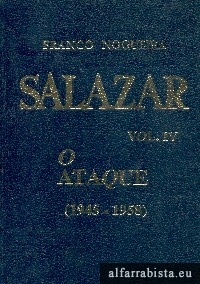 FRANCO NOGUEIRA
SALAZAR
VOL. IV
O
ATAQUE
(1945 - 1958)
alfarrabista.eu